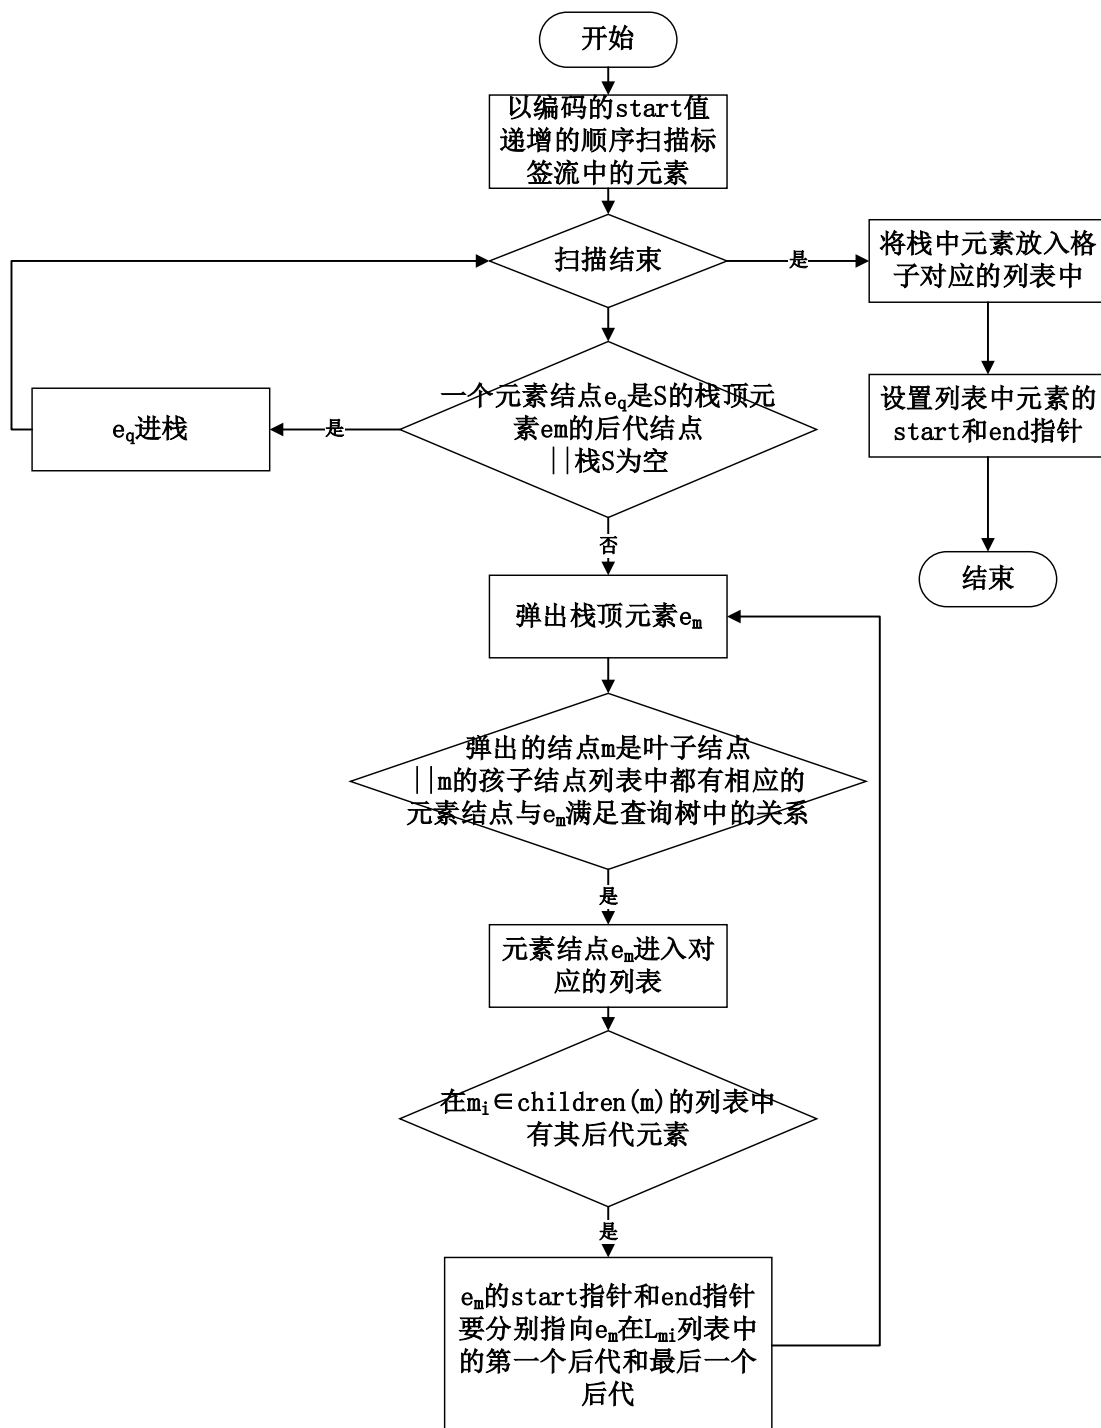 开始
以编码的start值
递增的顺序扫描标
签流中的元素
扫描结束
是
将栈中元素放入格
子对应的列表中
设置列表中元素的
start和end指针
结束
一个元素结点eq是S的栈顶元
素em的后代结点
||栈S为空
是
eq进栈
否
弹出栈顶元素em
弹出的结点m是叶子结点
||m的孩子结点列表中都有相应的
元素结点与em满足查询树中的关系
是
元素结点em进入对
应的列表
在mi∈children(m)的列表中
有其后代元素
是
em的start指针和end指针
要分别指向em在Lmi列表中
的第一个后代和最后一个
后代